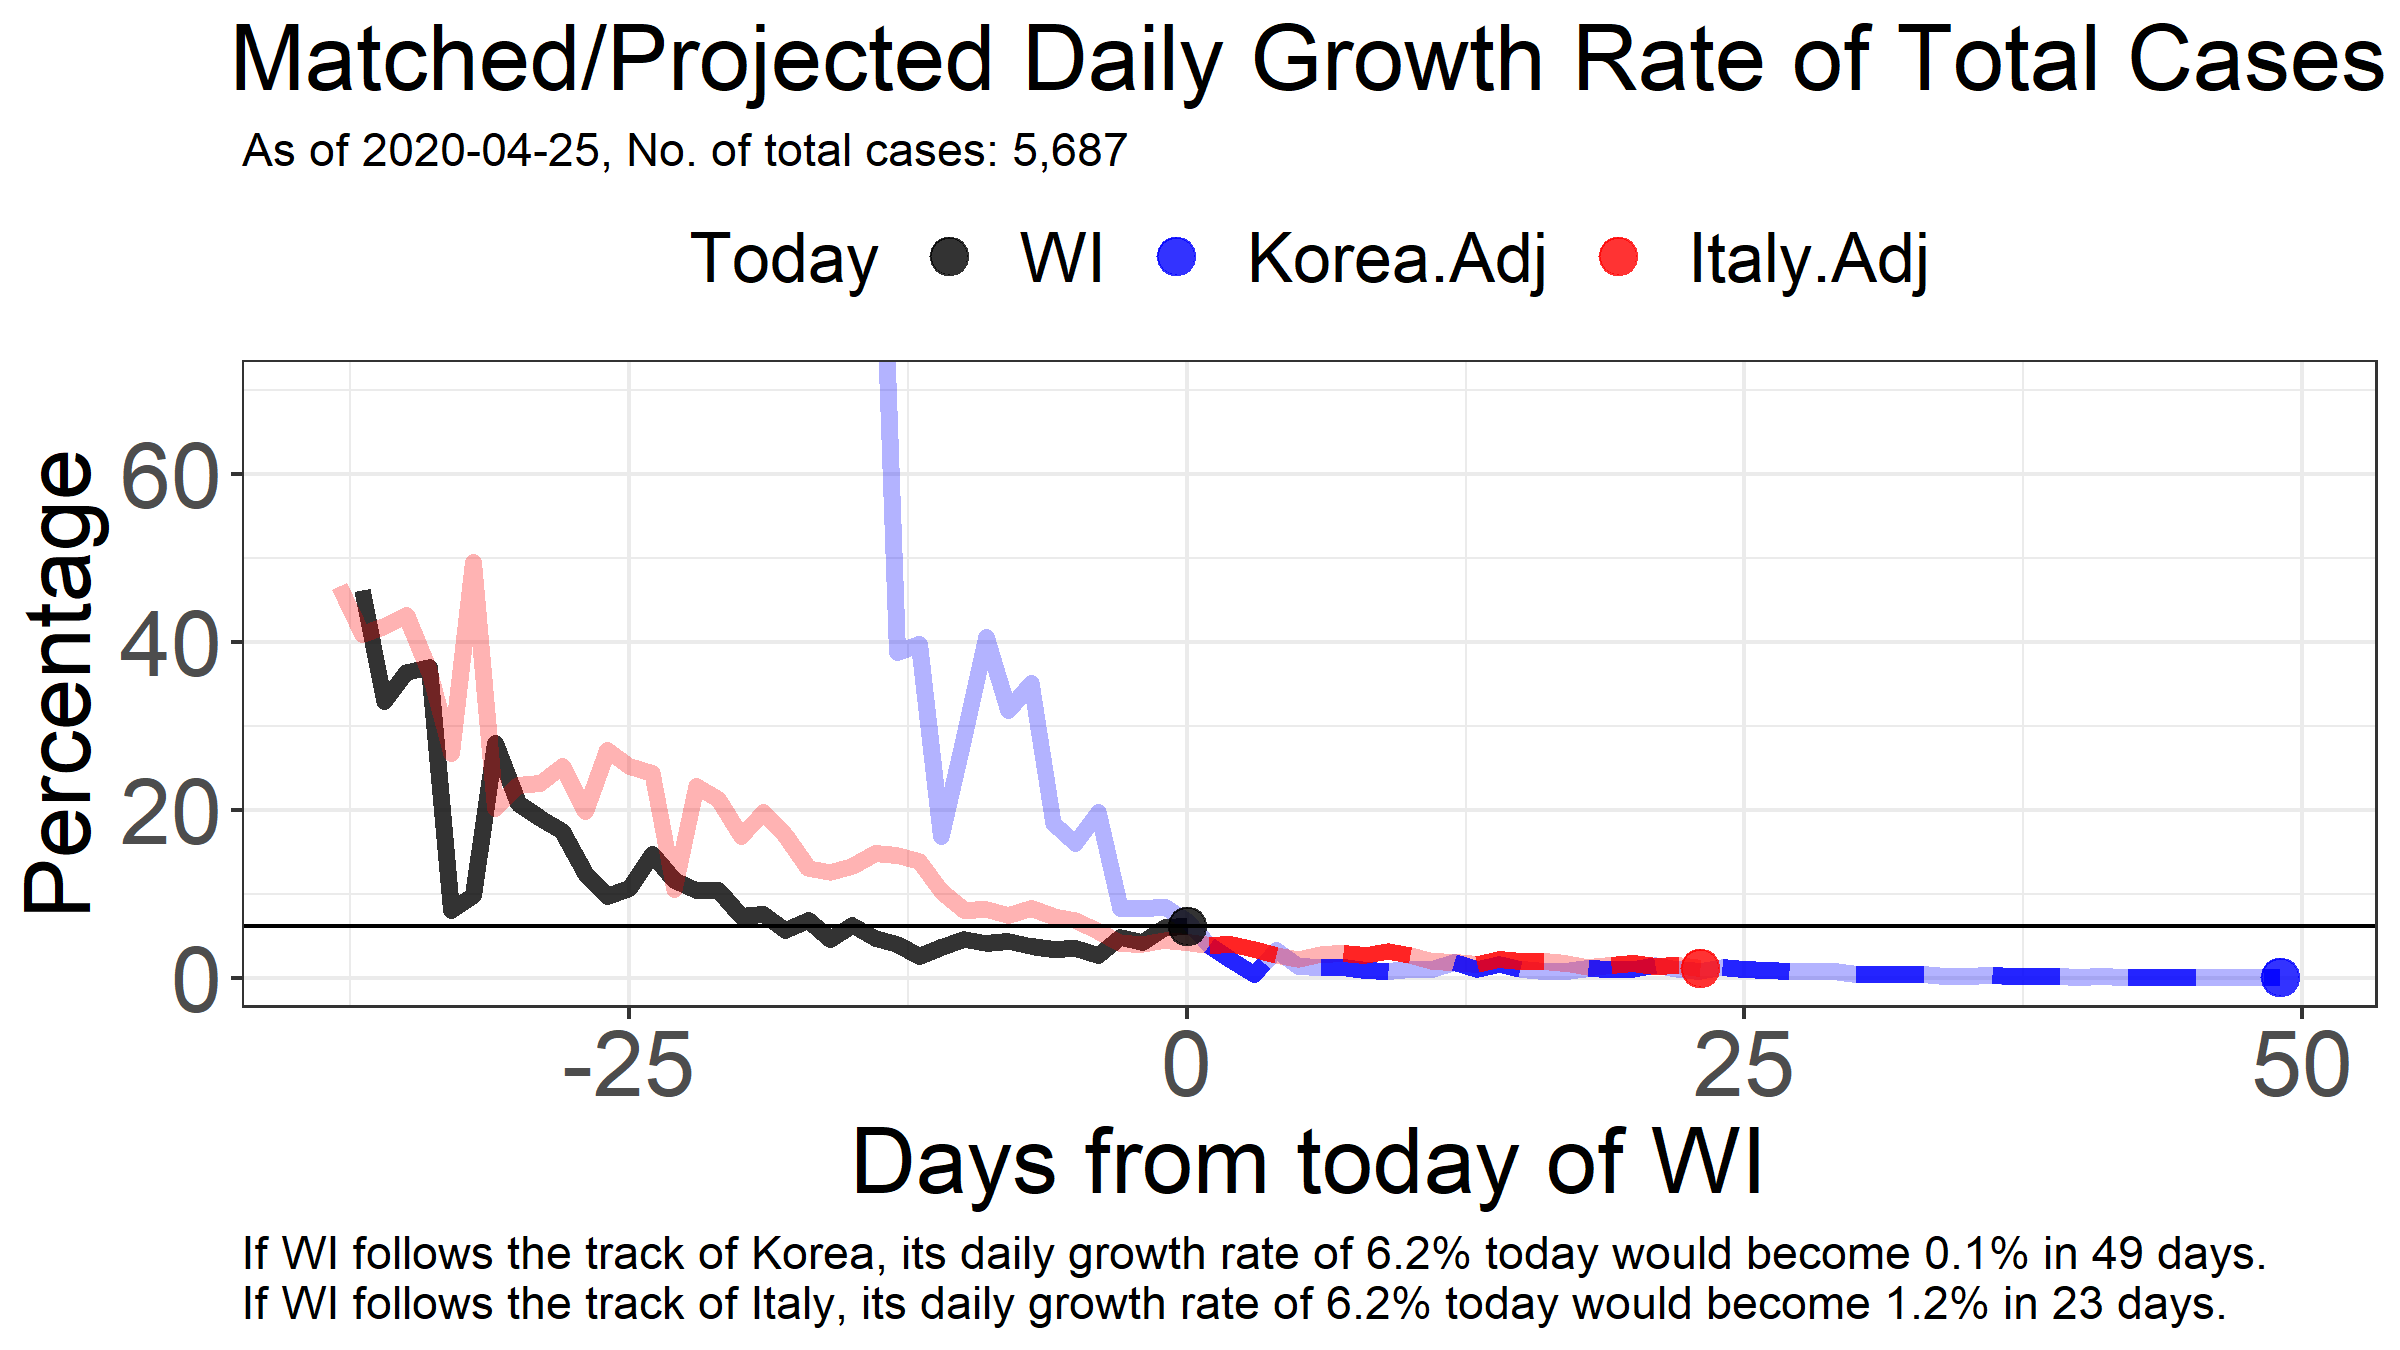 Matched/Projected Daily Growth Rate of Total Cases
As of 2020-04-25, No. of total cases: 5,687
Today WI Korea.Adj Italy.Adj
Percentage
60
40
20
0
-25 0 25 50
Days from today of WI
If WI follows the track of Korea, its daily growth rate of 6.2% today would become 0.1% in 49 days.
If WI follows the track of Italy, its daily growth rate of 6.2% today would become 1.2% in 23 days.